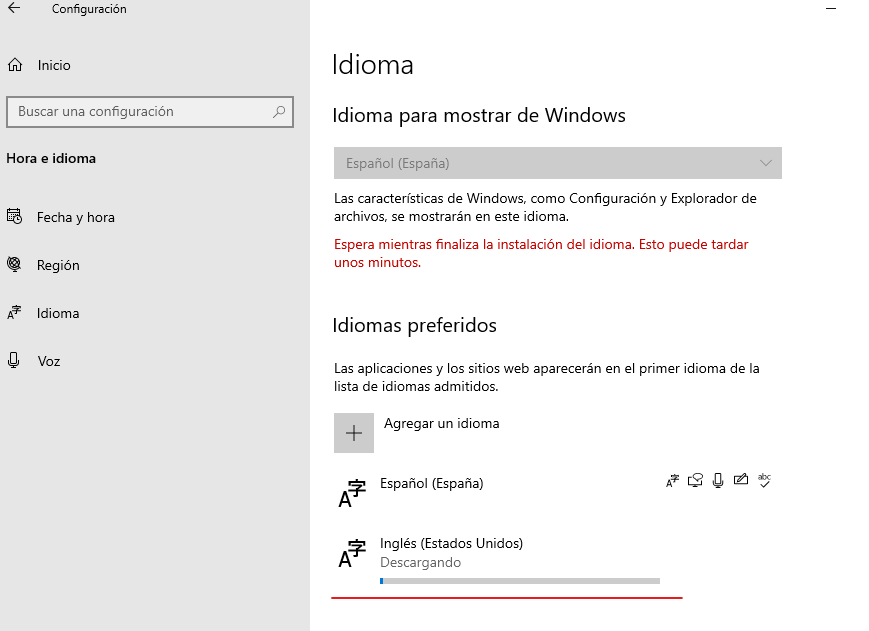 Configuración
Inicio
Buscar una configuración
Hora e idioma
Fecha y hora
Región
Idioma
Voz
Idioma
Idioma para mostrar de Windows
Español (España)
Las características de Windows, como Configuración y Explorador de
archivos, se mostrarán en este idioma.
Espera mientras finaliza la instalación del idioma. Esto puede tardar
unos minutos.
Idiomas preferidos
Las aplicaciones y los sitios web aparecerán en el primer idioma de la
lista de idiomas admitidos.
Agregar un idioma
Español (España)
abc
Inglés (Estados Unidos)
Descargando